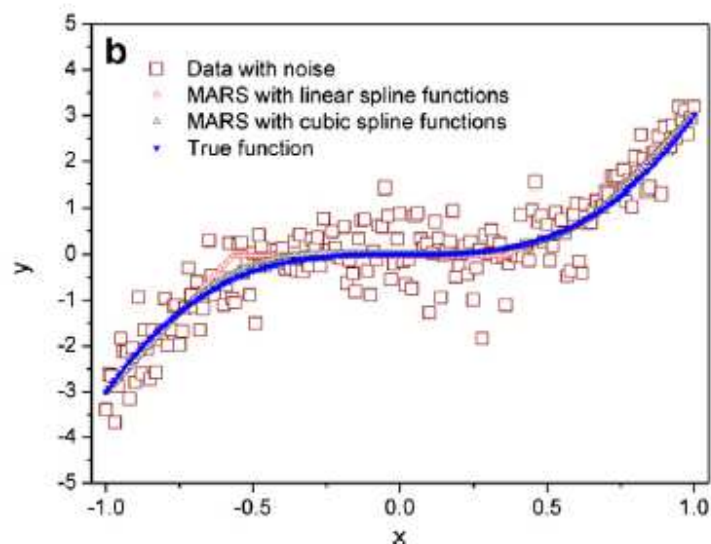 b
Data with noise
MARS with linear spline functions
MARS with cubic spline functions
True function
5
4
3
2
1
0
-1
-2
-3
-4
-5
y
-1.0 -0.5 0.0 0.5 1.0
x